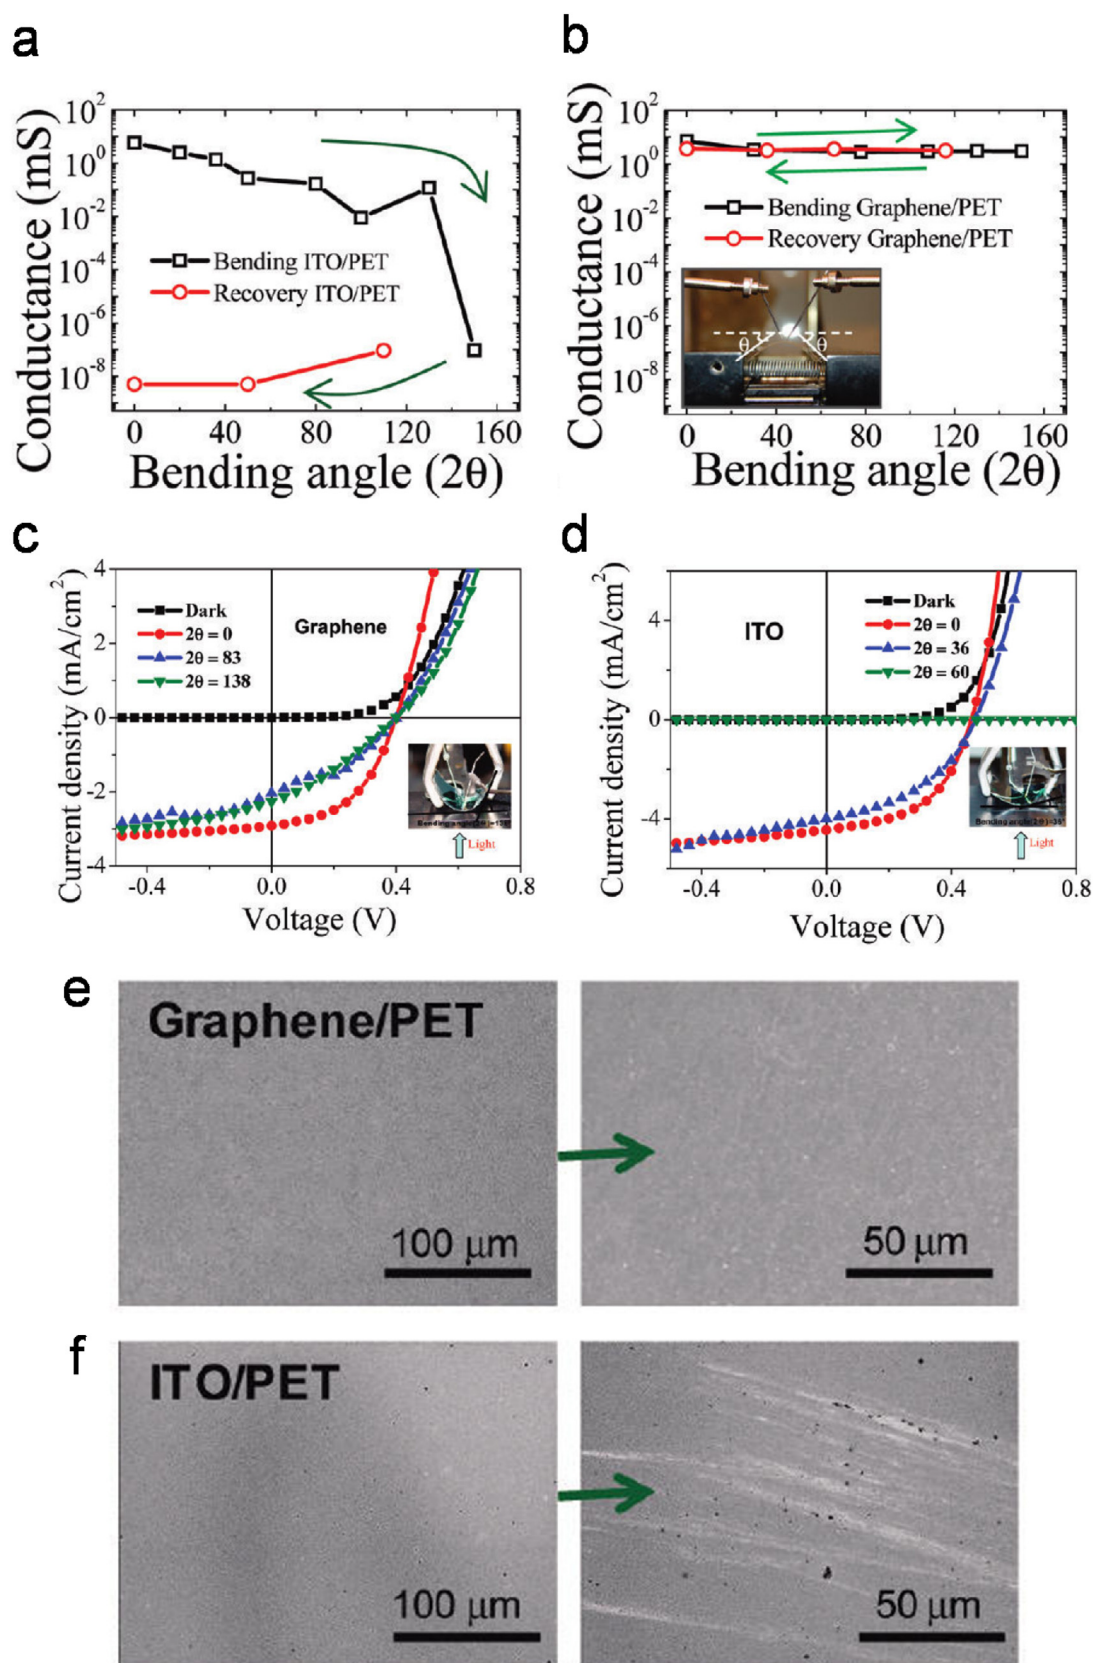 a
Conductance (mS)
10^2
10^0
10^-2
10^-4
10^-6
10^-8
Bending ITO/PET
Recovery ITO/PET
0 40 80 120 160
Bending angle (2θ)
b
Conductance (mS)
10^2
10^0
10^-2
10^-4
10^-6
10^-8
Bending Graphene/PET
Recovery Graphene/PET
θ θ
0 40 80 120 160
Bending angle (2θ)
c
Current density (mA/cm^2)
4
2
0
-2
-4
Dark
2θ = 0
2θ = 83
2θ = 138
Graphene
Light
-0.4 0.0 0.4 0.8
Voltage (V)
d
Current density (mA/cm^2)
4
0
-4
Dark
2θ = 0
2θ = 36
2θ = 60
ITO
Light
-0.4 0.0 0.4 0.8
Voltage (V)
e
Graphene/PET
100 μm
50 μm
f
ITO/PET
100 μm
50 μm